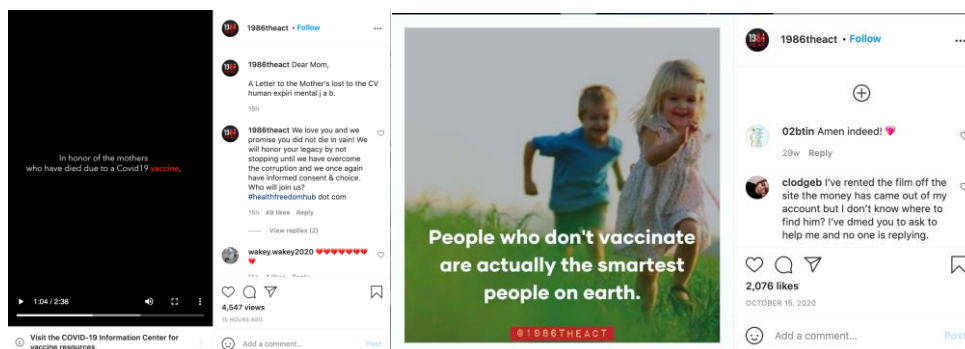 In honor of the mothers
who have died due to a Covid19 vaccine,
1:04 / 2:38
Visit the COVID-19 Information Center for
vaccine resources.
1986theact • Follow
1986theact Dear Mom,
A Letter to the Mother's lost to the CV
human expiri mental j a b.
15h
1986theact We love you and we
promise you did not die in vain! We
will honor your legacy by not
stopping until we have overcome
the corruption and we once again
have informed consent & choice.
Who will join us?
#healthfreedomhub dot com
15h 49 likes Reply
View replies (2)
wakey.wakey2020
4,547 views
15 HOURS AGO
Add a comment...
Post
People who don't vaccinate
are actually the smartest
people on earth.
@1986THEACT
1986theact • Follow
02btin Amen indeed!
29w Reply
clodgeb I've rented the film off the
site the money has came out of my
account but I don't know where to
find him? I've dmed you to ask to
help me and no one is replying.
2,076 likes
OCTOBER 15, 2020
Add a comment...
Post